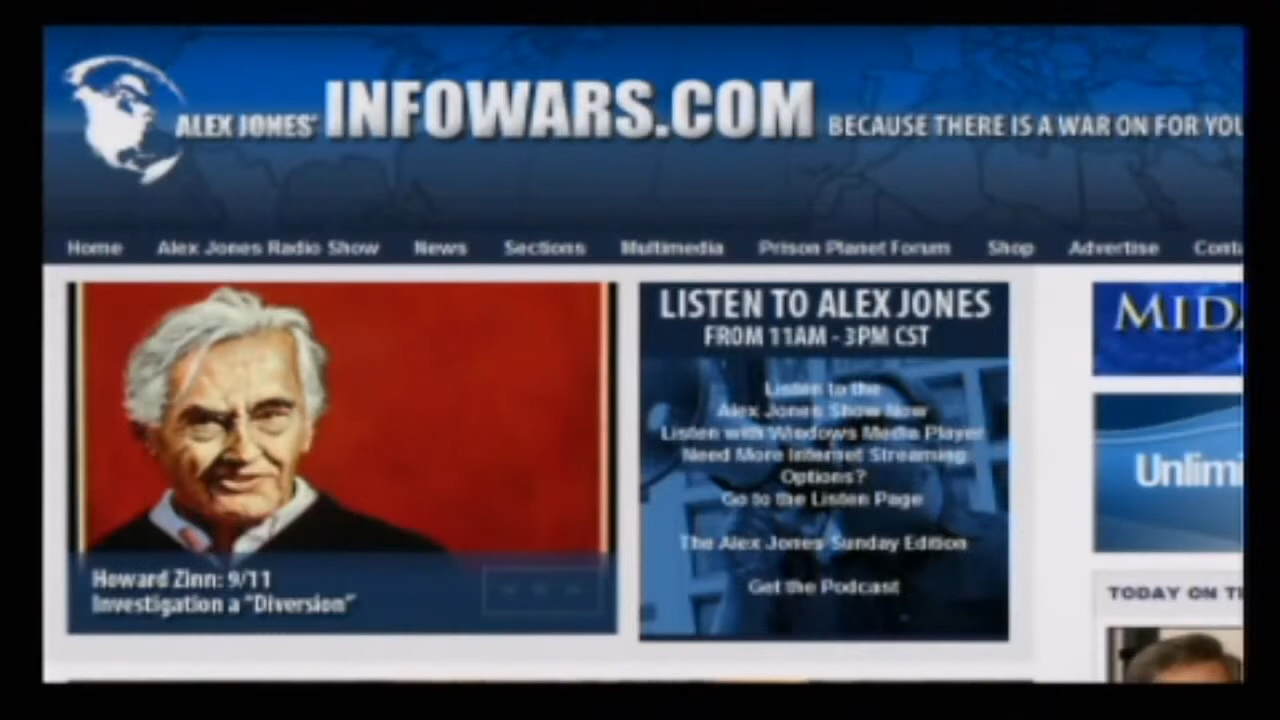 ALEX JONES' INFOWARS.COM BECAUSE THERE IS A WAR ON FOR YOU
Home Alex Jones Radio Show News Sections Multimedia Prison Planet Forum Shop Advertise Conta
Howard Zinn: 9/11
Investigation a "Diversion"
LISTEN TO ALEX JONES
FROM 11AM - 3PM CST
Listen to the
Alex Jones Show Now
Listen with Windows Media Player
Need More Internet Streaming
Options?
Go to the Listen Page
The Alex Jones Sunday Edition
Get the Podcast
MIDA
Unlimi
TODAY ON T